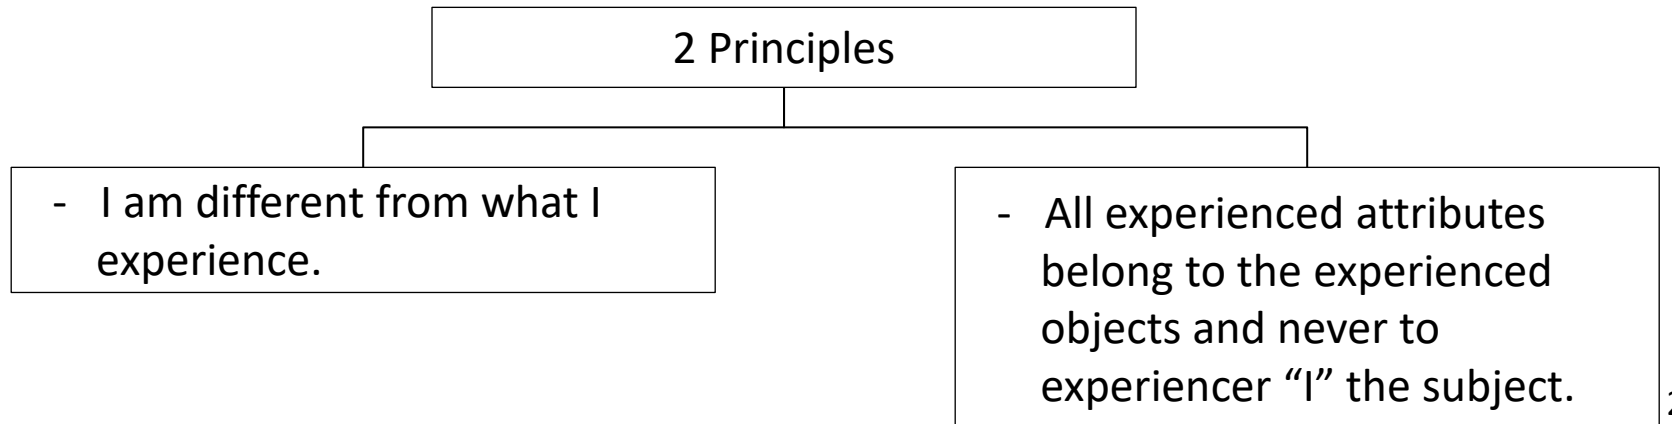 2 Principles
- I am different from what I
experience.
- All experienced attributes
belong to the experienced
objects and never to
experiencer “I” the subject.